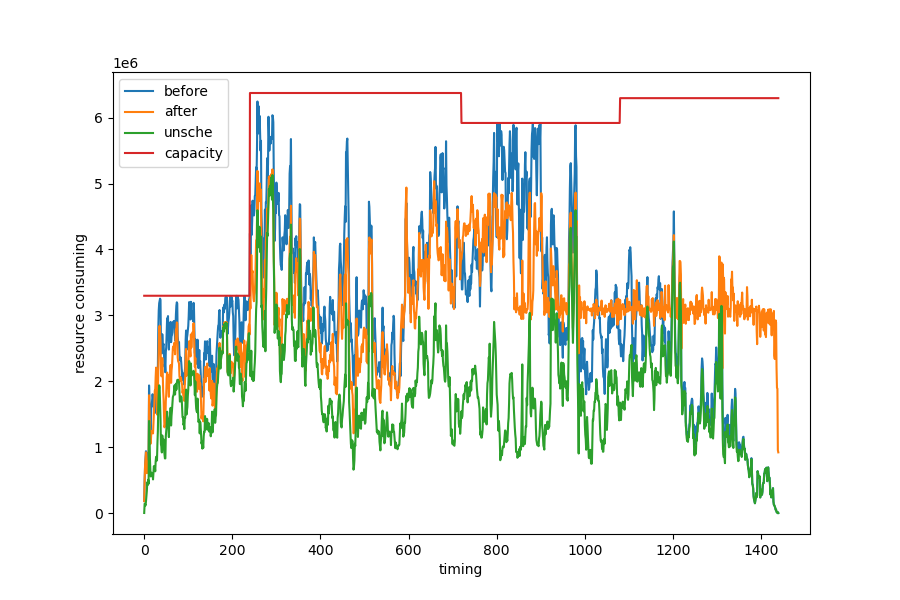 1e6
before
after
unsche
capacity
6
5
4
3
2
1
0
resource consuming
0 200 400 600 800 1000 1200 1400
timing